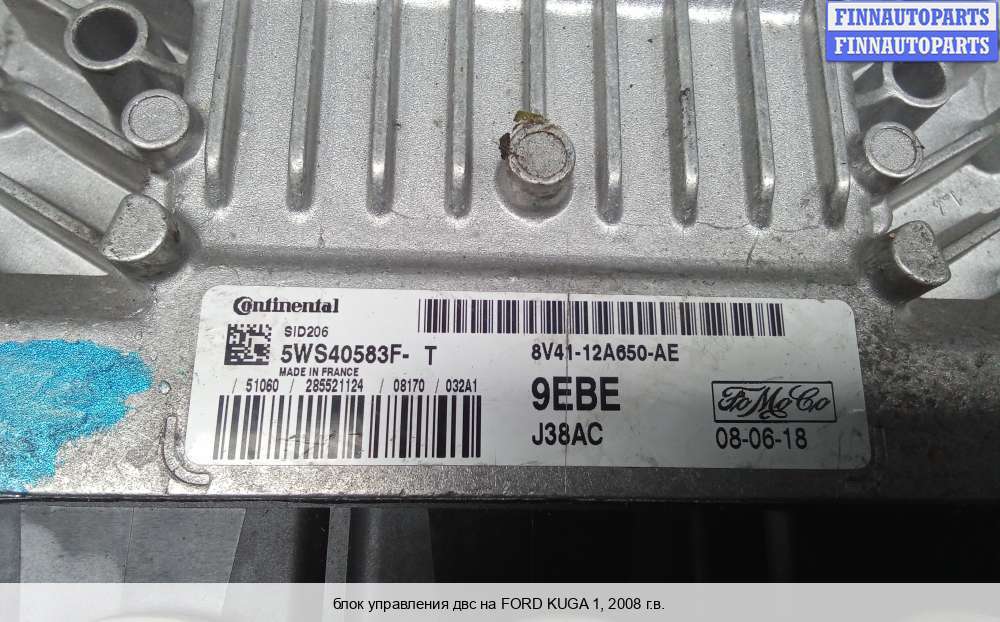 FINNAUTOPARTS
FINNAUTOPARTS
Continental
SID206
5WS40583F- T
MADE IN FRANCE
/ 51060 / 285521124 / 08170 / 032A1
8V41-12A650-AE
9EBE
J38AC
FoMoCo
08-06-18
блок управления двс на FORD KUGA 1, 2008 г.в.